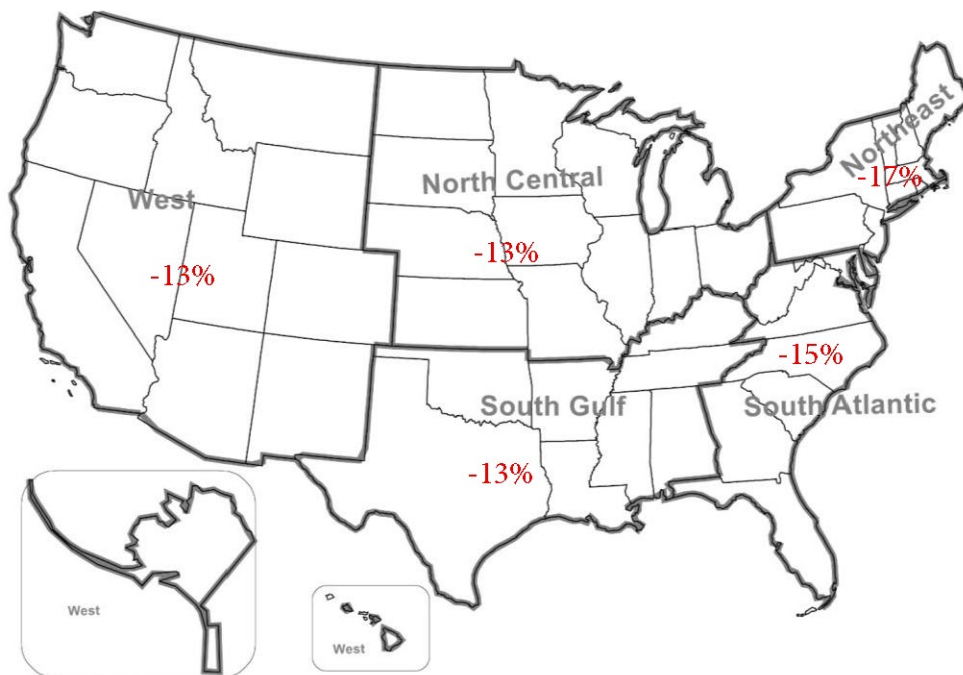 Northeast
-17%
North Central
West
-13%
-13%
-15%
South Gulf
South Atlantic
-13%
West
West